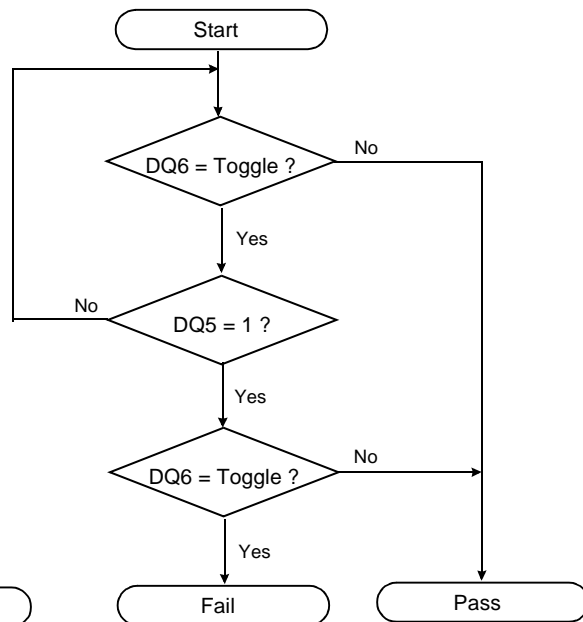 Start
DQ6 = Toggle ?
No
Yes
No
DQ5 = 1 ?
Yes
DQ6 = Toggle ?
No
Yes
Fail
Pass